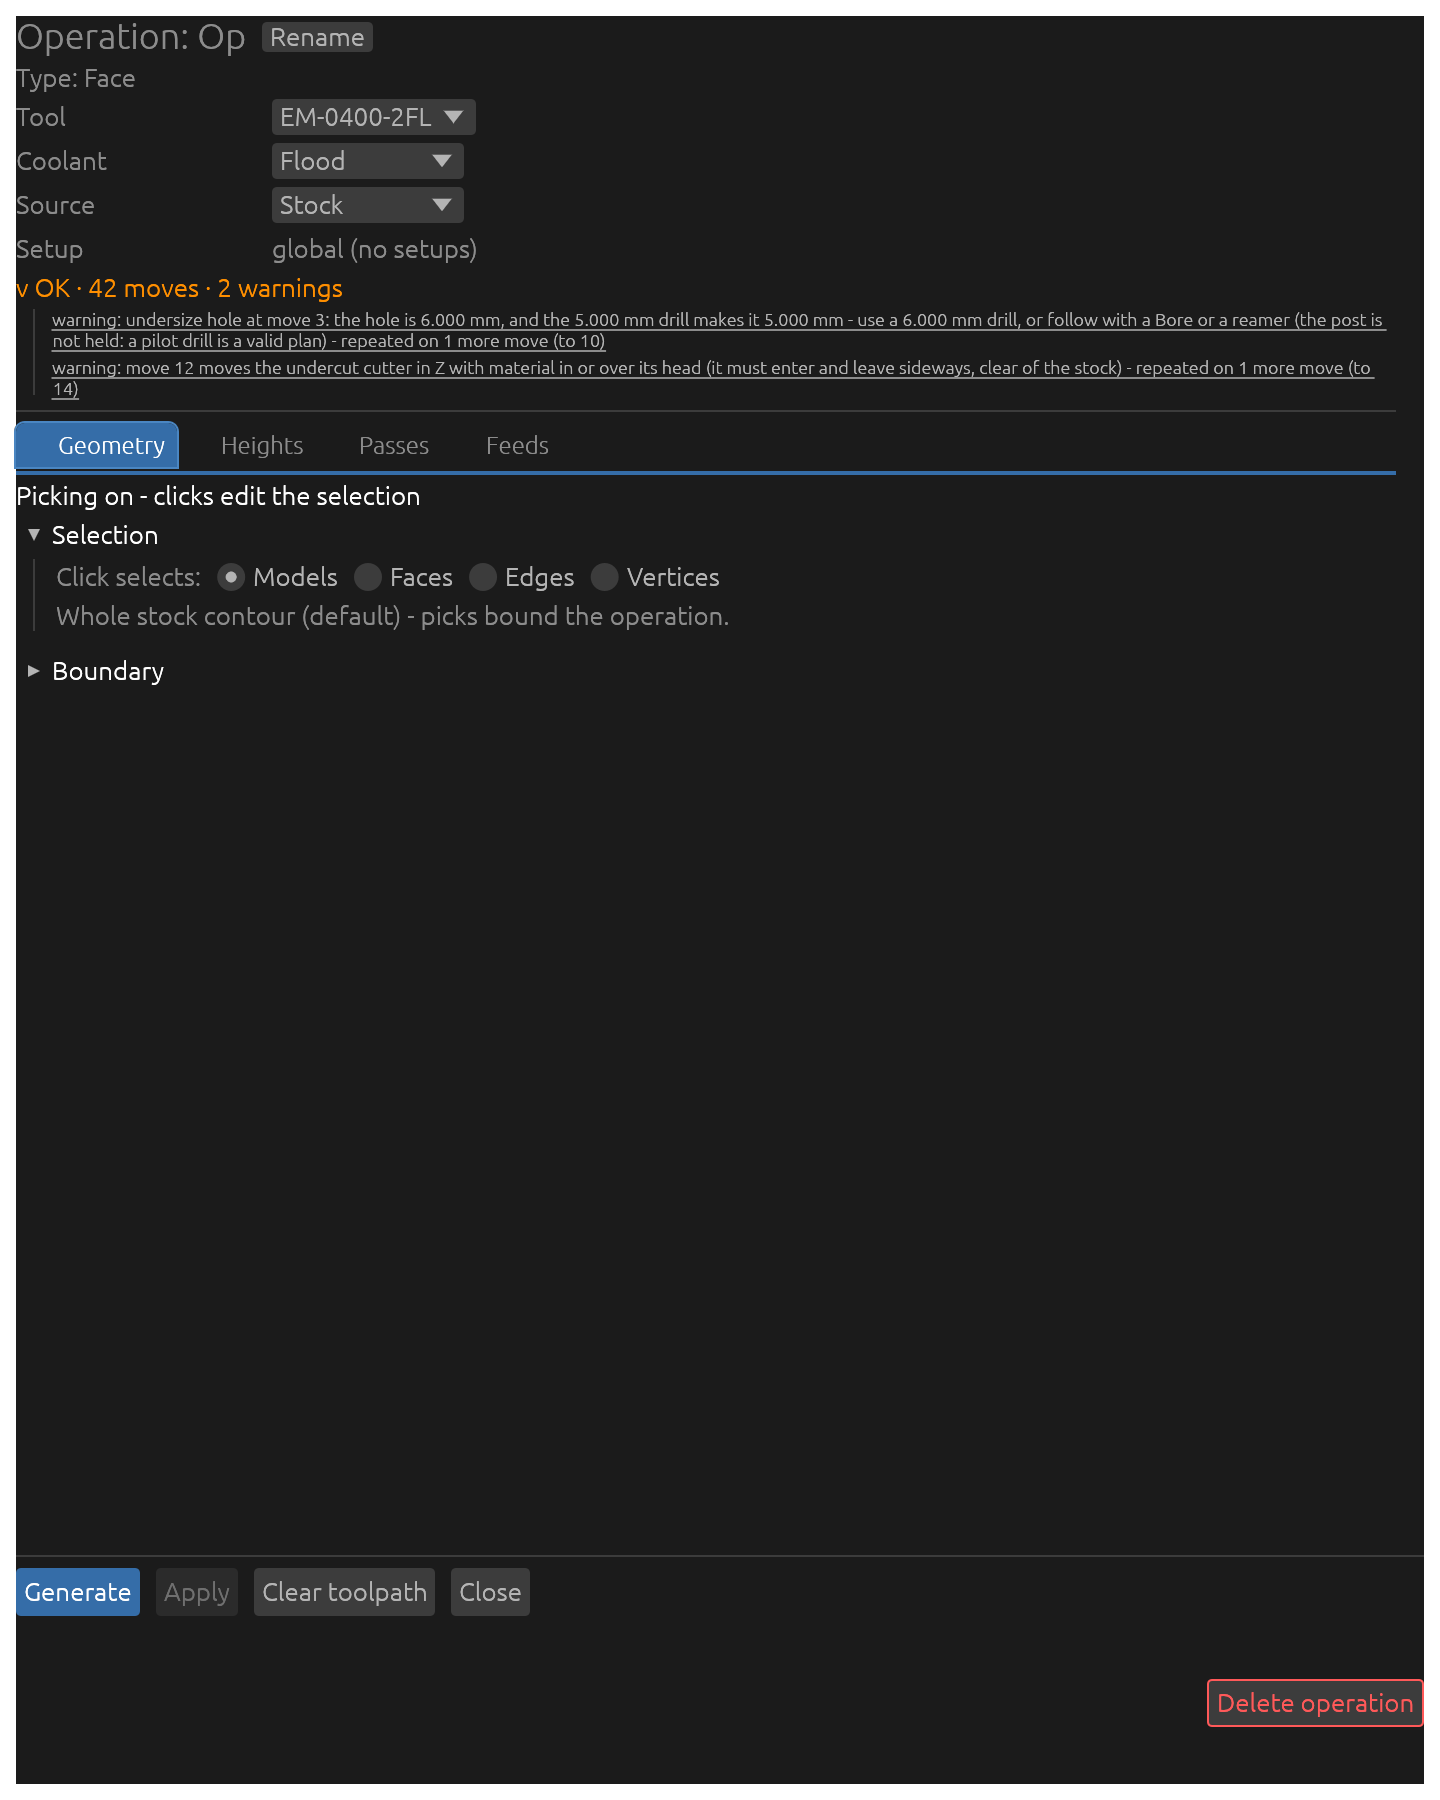 Operation: Op Rename
Type: Face
Tool EM-0400-2FL
Coolant Flood
Source Stock
Setup global (no setups)
v OK · 42 moves · 2 warnings
warning: undersize hole at move 3: the hole is 6.000 mm, and the 5.000 mm drill makes it 5.000 mm - use a 6.000 mm drill, or follow with a Bore or a reamer (the post is
not held: a pilot drill is a valid plan) - repeated on 1 more move (to 10)
warning: move 12 moves the undercut cutter in Z with material in or over its head (it must enter and leave sideways, clear of the stock) - repeated on 1 more move (to
14)
Geometry Heights Passes Feeds
Picking on - clicks edit the selection
Selection
Click selects: Models Faces Edges Vertices
Whole stock contour (default) - picks bound the operation.
Boundary
Generate Apply Clear toolpath Close
Delete operation